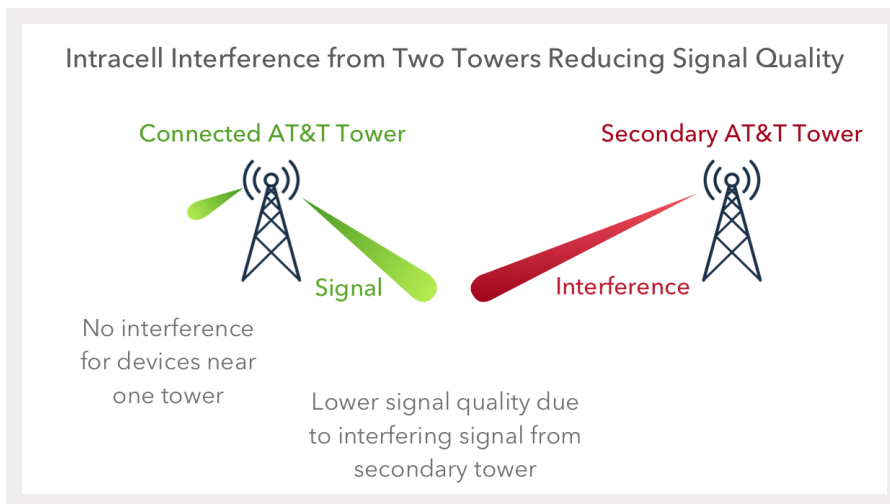 Intracell Interference from Two Towers Reducing Signal Quality
Connected AT&T Tower
Secondary AT&T Tower
Signal
Interference
No interference
for devices near
one tower
Lower signal quality due
to interfering signal from
secondary tower